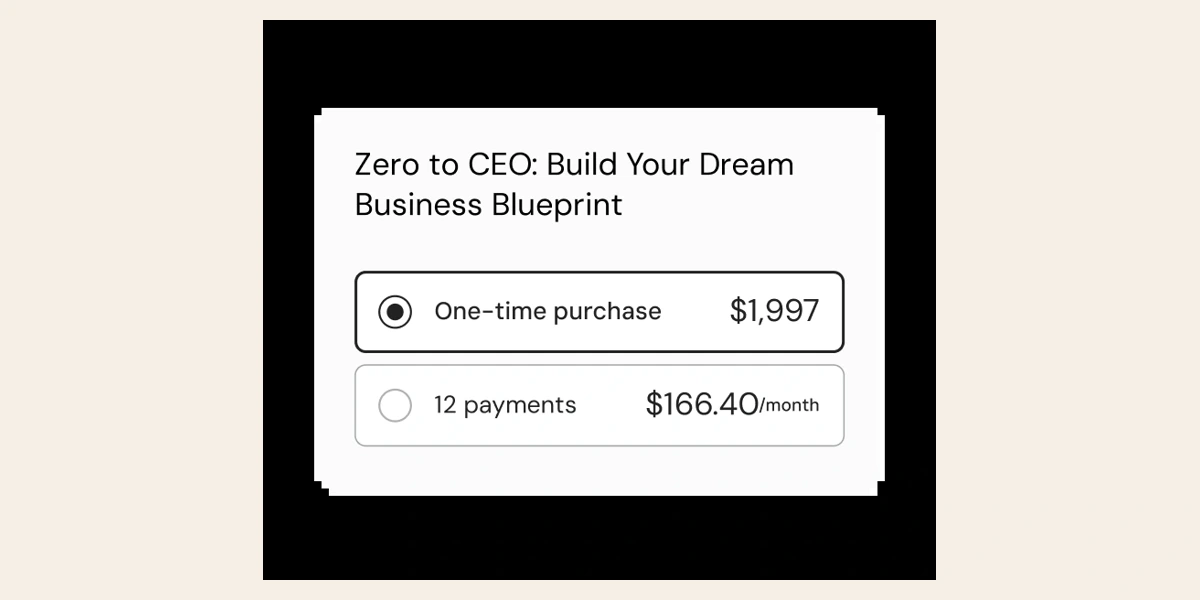 Zero to CEO: Build Your Dream
Business Blueprint
One-time purchase $1,997
12 payments $166.40/month